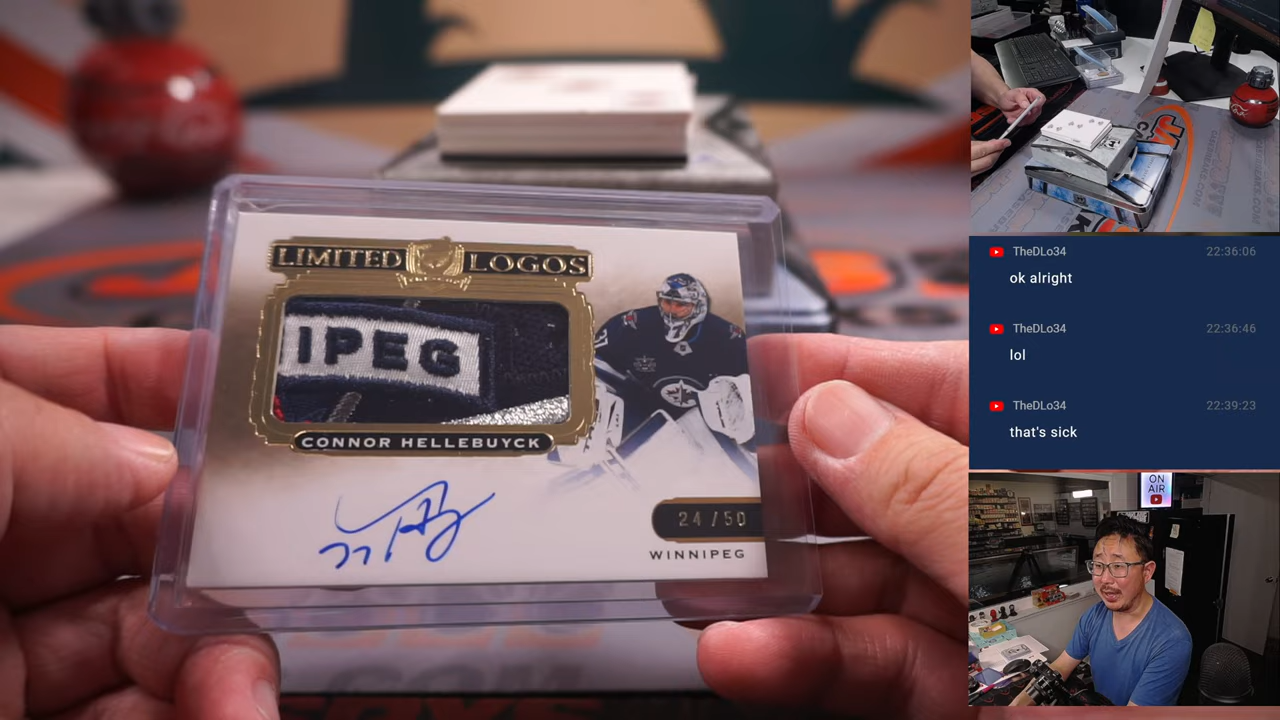 LIMITED LOGOS
IPEG
CONNOR HELLEBUYCK
77
24/50
WINNIPEG
TheDLo34 22:36:06
ok alright
TheDLo34 22:36:46
lol
TheDLo34 22:39:23
that's sick
ON
AIR